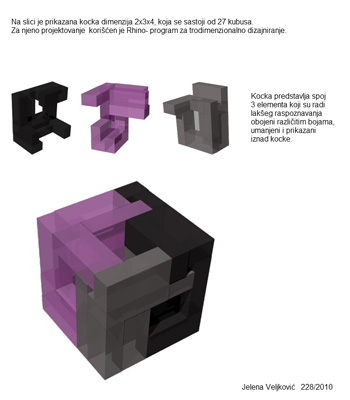 Na slici je prikazana kocka dimenzija 2x3x4, koja se sastoji od 27 kubusa.
Za njeno projektovanje korišćen je Rhino- program za trodimenzionalno dizajniranje.
Kocka predstavlja spoj
3 elementa koji su radi
lakšeg raspoznavanja
obojeni različitim bojama,
umanjeni i prikazani
iznad kocke.
Jelena Veljković 228/2010